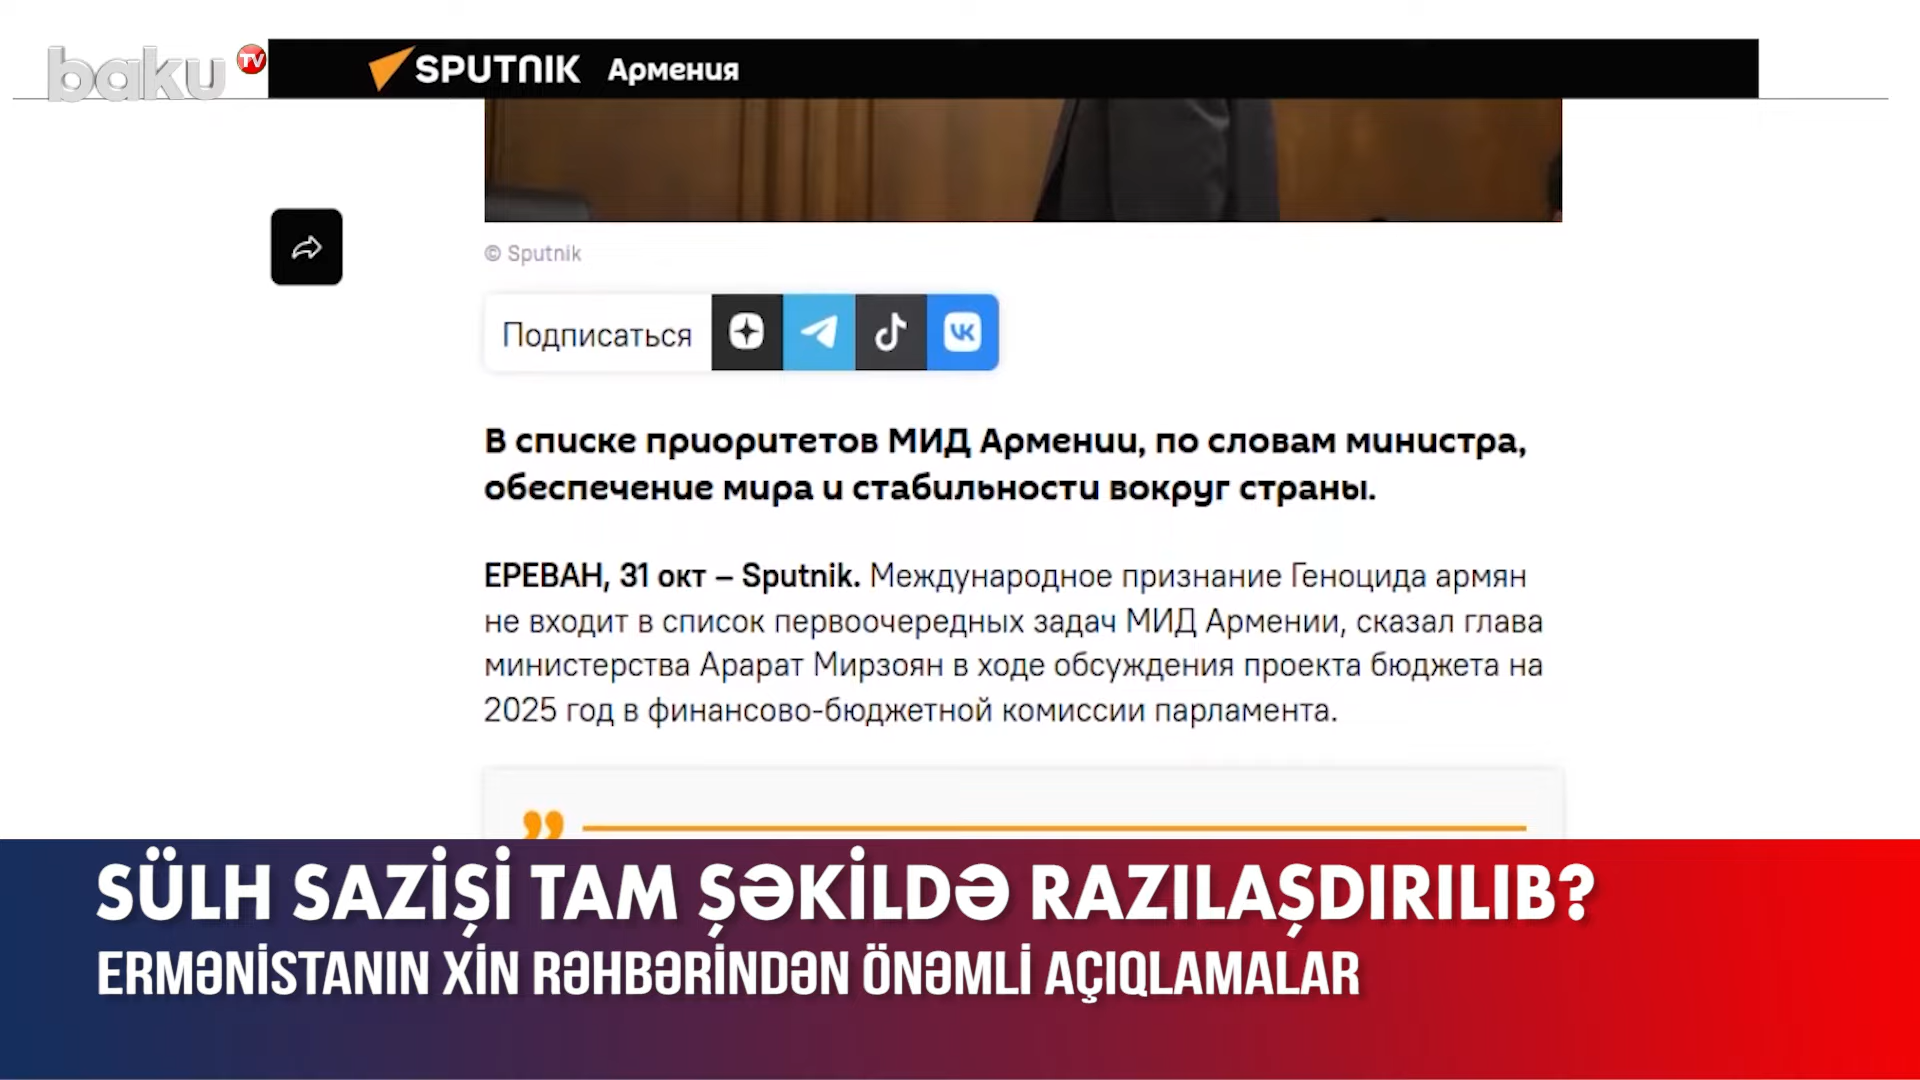 baku TV
SPUTNIK Армения
© Sputnik
Подписаться
В списке приоритетов МИД Армении, по словам министра,
обеспечение мира и стабильности вокруг страны.
ЕРЕВАН, 31 окт – Sputnik. Международное признание Геноцида армян
не входит в список первоочередных задач МИД Армении, сказал глава
министерства Арарат Мирзоян в ходе обсуждения проекта бюджета на
2025 год в финансово-бюджетной комиссии парламента.
SÜLH SAZİŞİ TAM ŞƏKİLDƏ RAZILAŞDIRILIB?
ERMƏNİSTANIN XİN RƏHBƏRİNDƏN ÖNƏMLİ AÇIQLAMALAR